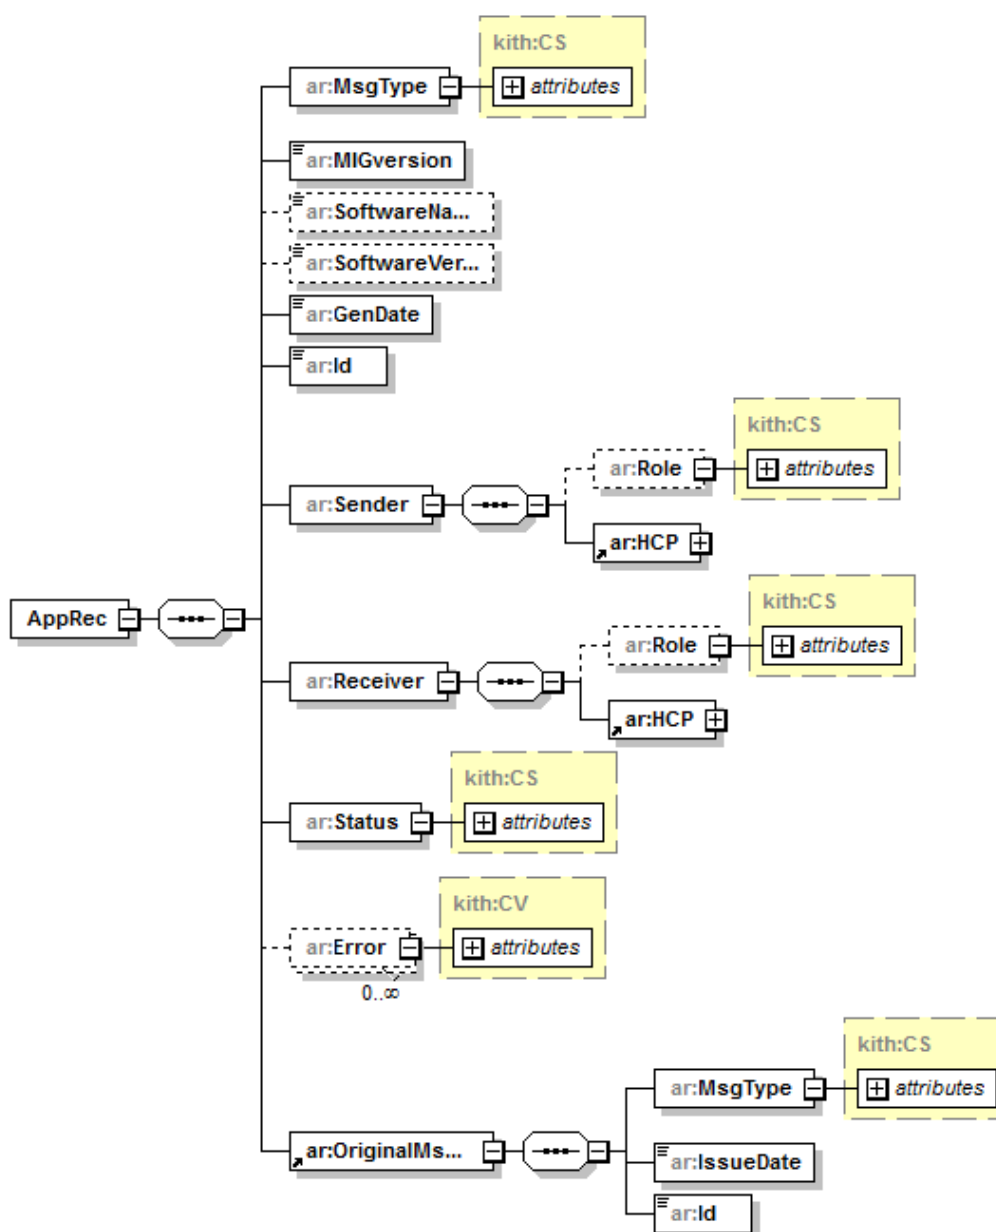 kith:CS
ar:MsgType
attributes
ar:MIGversion
ar:SoftwareNa...
ar:SoftwareVer...
ar:GenDate
ar:Id
kith:CS
ar:Role
attributes
ar:Sender
ar:HCP
kith:CS
AppRec
ar:Role
attributes
ar:Receiver
ar:HCP
kith:CS
ar:Status
attributes
kith:CV
ar:Error
attributes
0..∞
kith:CS
ar:MsgType
attributes
ar:OriginalMs...
ar:IssueDate
ar:Id